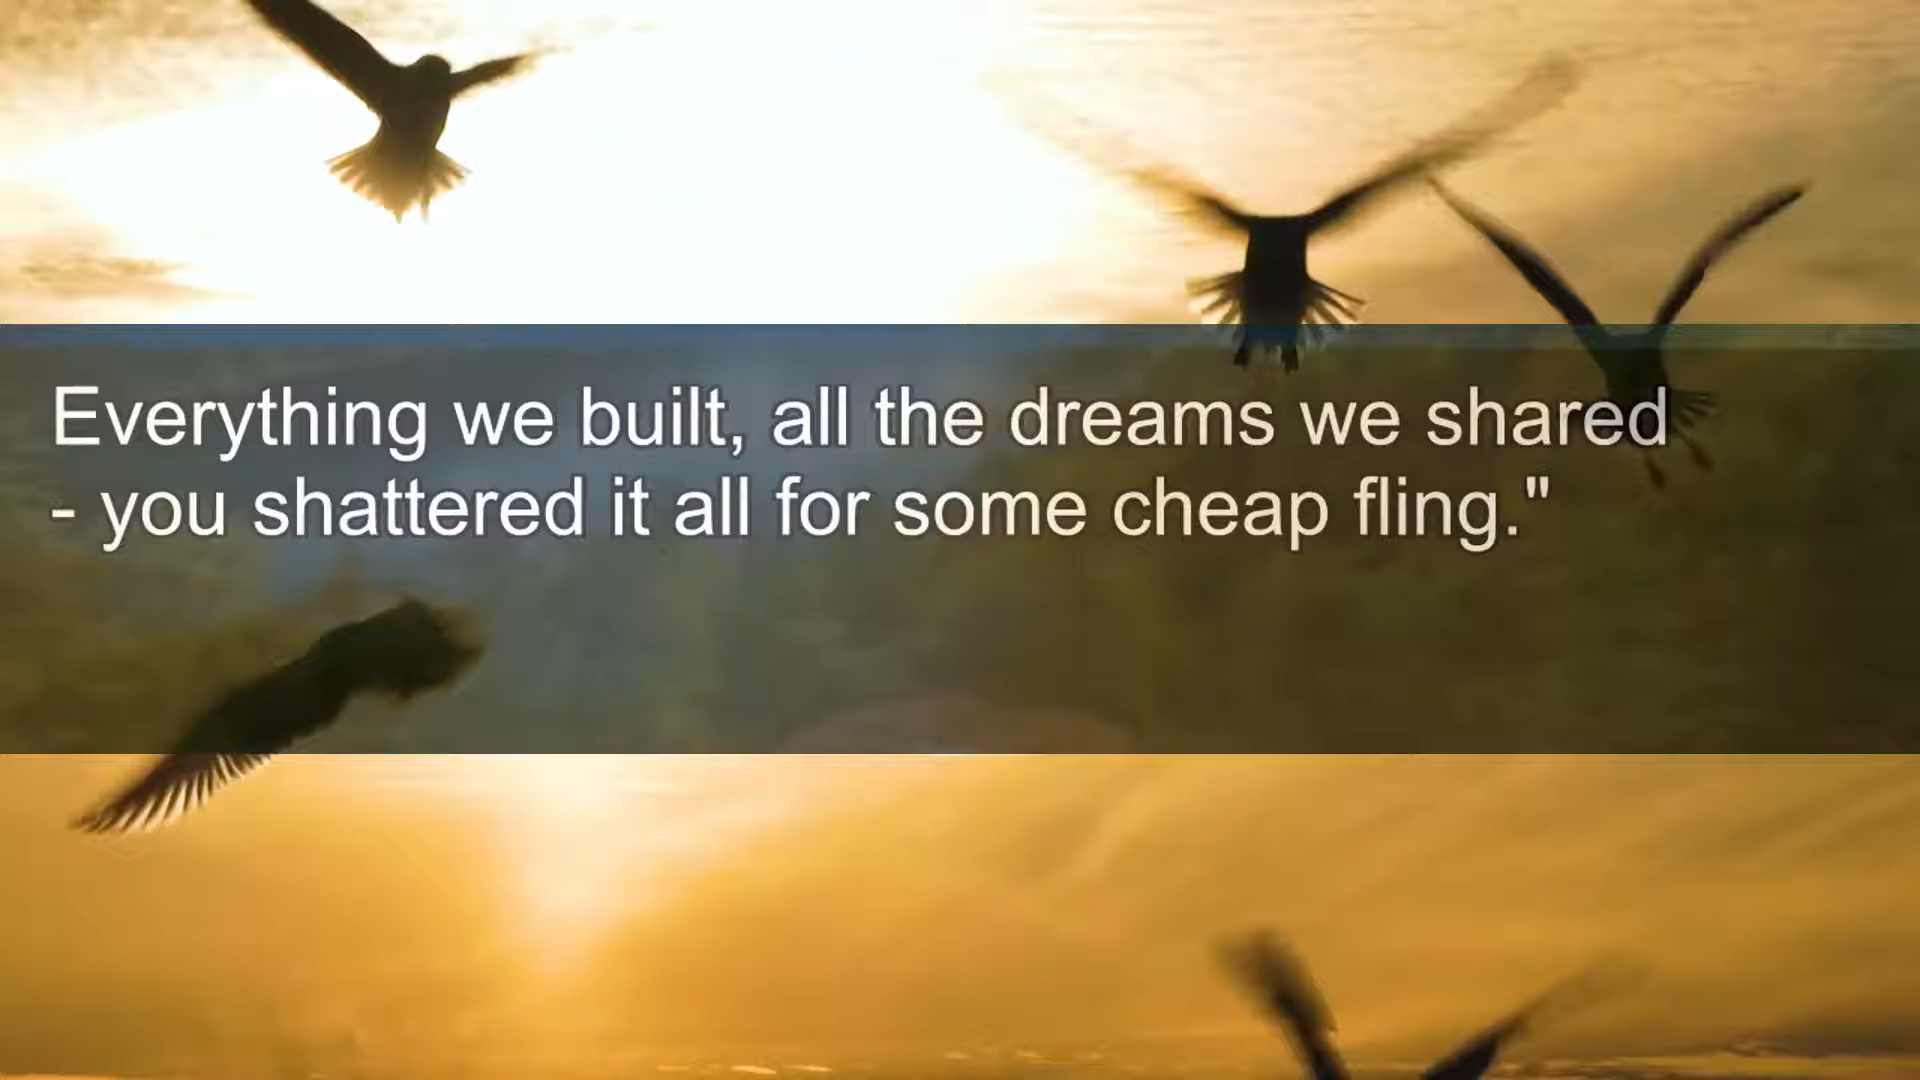 Everything we built, all the dreams we shared
- you shattered it all for some cheap fling."